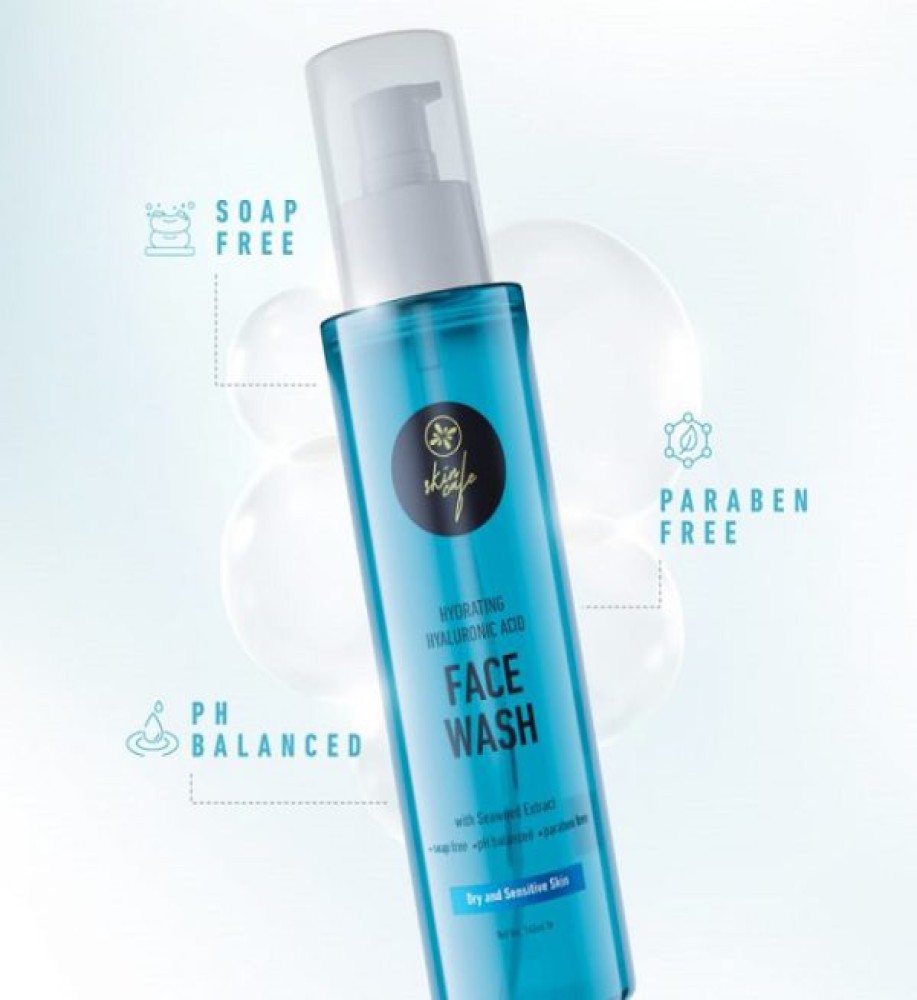 SOAP
FREE
skin
cafe
PARABEN
FREE
HYDRATING
HYALURONIC ACID
FACE
WASH
PH
BALANCED
with Seaweed Extract
•soap free •pH balanced •paraben free
Dry and Sensitive Skin